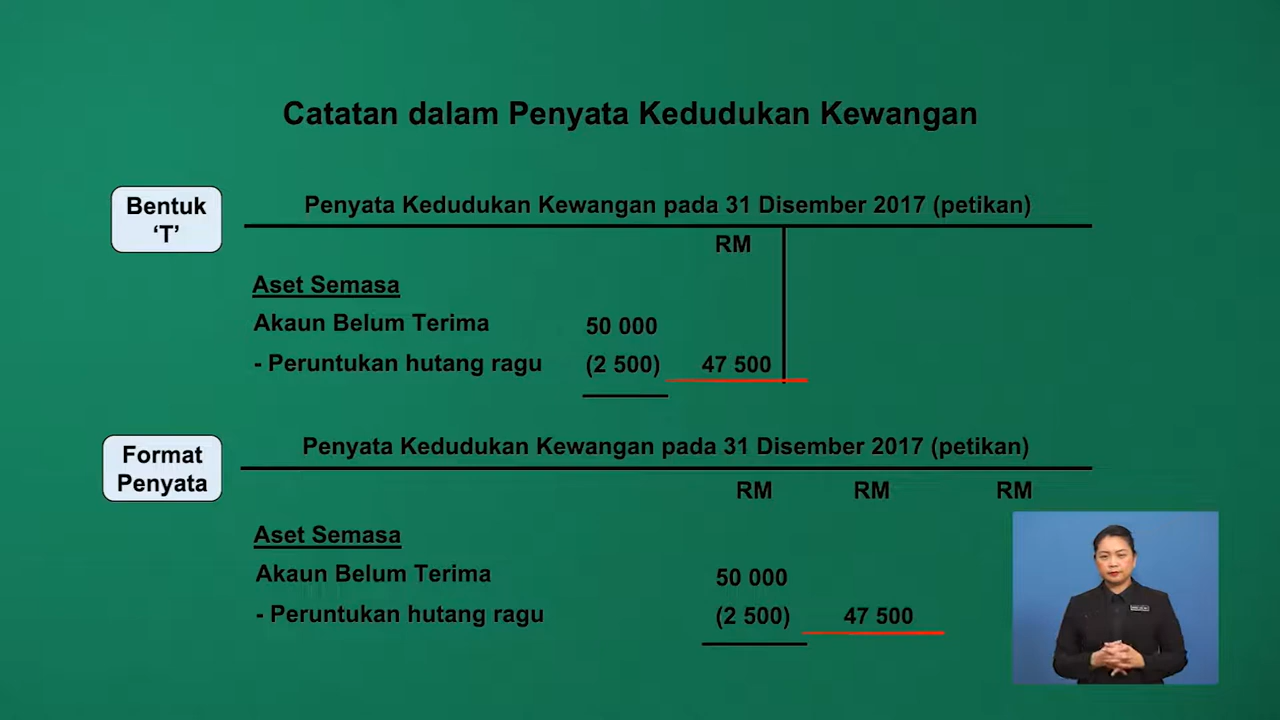 Catatan dalam Penyata Kedudukan Kewangan
Bentuk
‘T’
Penyata Kedudukan Kewangan pada 31 Disember 2017 (petikan)
RM
Aset Semasa
Akaun Belum Terima 50 000
- Peruntukan hutang ragu (2 500) 47 500
Format
Penyata
Penyata Kedudukan Kewangan pada 31 Disember 2017 (petikan)
RM RM RM
Aset Semasa
Akaun Belum Terima 50 000
- Peruntukan hutang ragu (2 500) 47 500